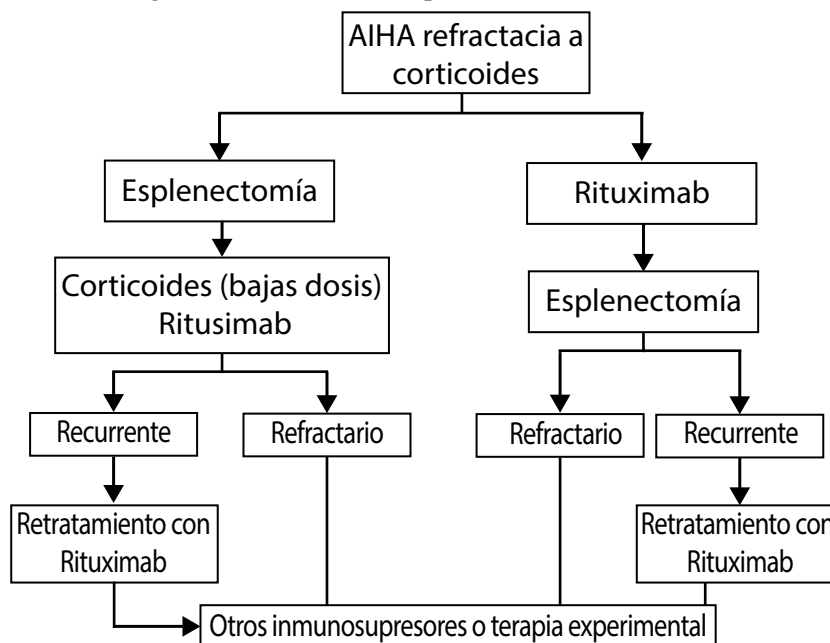 AIHA refractacia a
corticoides
Esplenectomía
Rituximab
Corticoides (bajas dosis)
Ritusimab
Esplenectomía
Recurrente
Refractario
Refractario
Recurrente
Retratamiento con
Rituximab
Retratamiento con
Rituximab
Otros inmunosupresores o terapia experimental